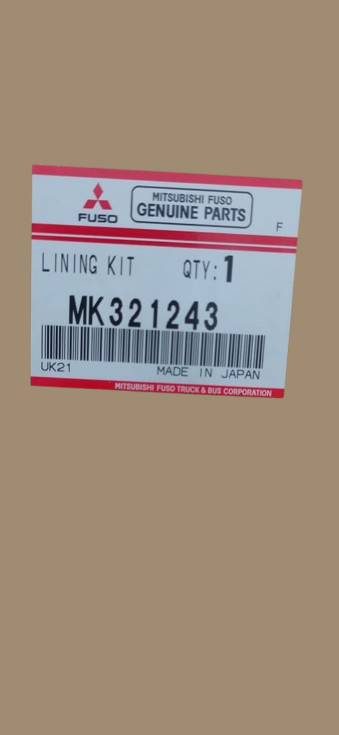 MITSUBISHI FUSO
GENUINE PARTS
FUSO
F
LINING KIT QTY: 1
MK321243
UK21 MADE IN JAPAN
MITSUBISHI FUSO TRUCK & BUS CORPORATION